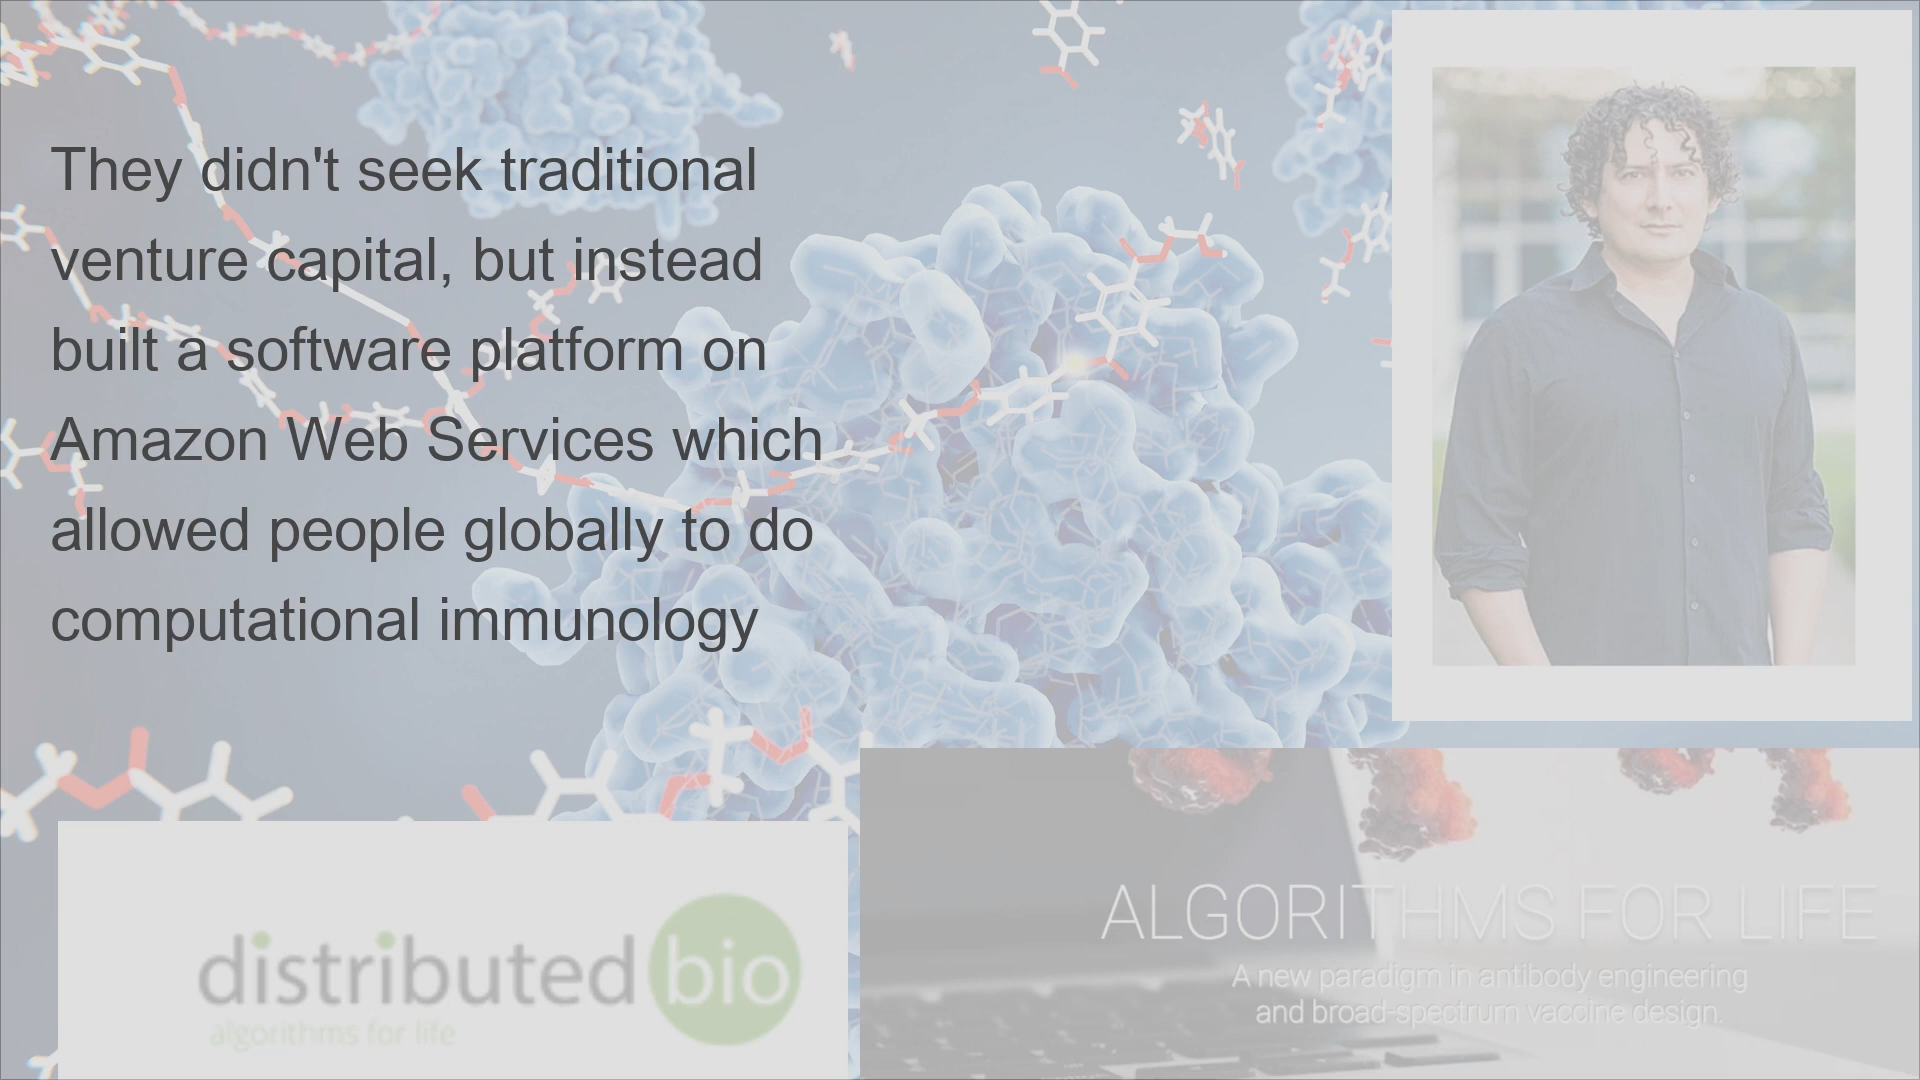 They didn't seek traditional
venture capital, but instead
built a software platform on
Amazon Web Services which
allowed people globally to do
computational immunology
distributed bio
algorithms for life
ALGORITHMS FOR LIFE
A new paradigm in antibody engineering
and broad-spectrum vaccine design.